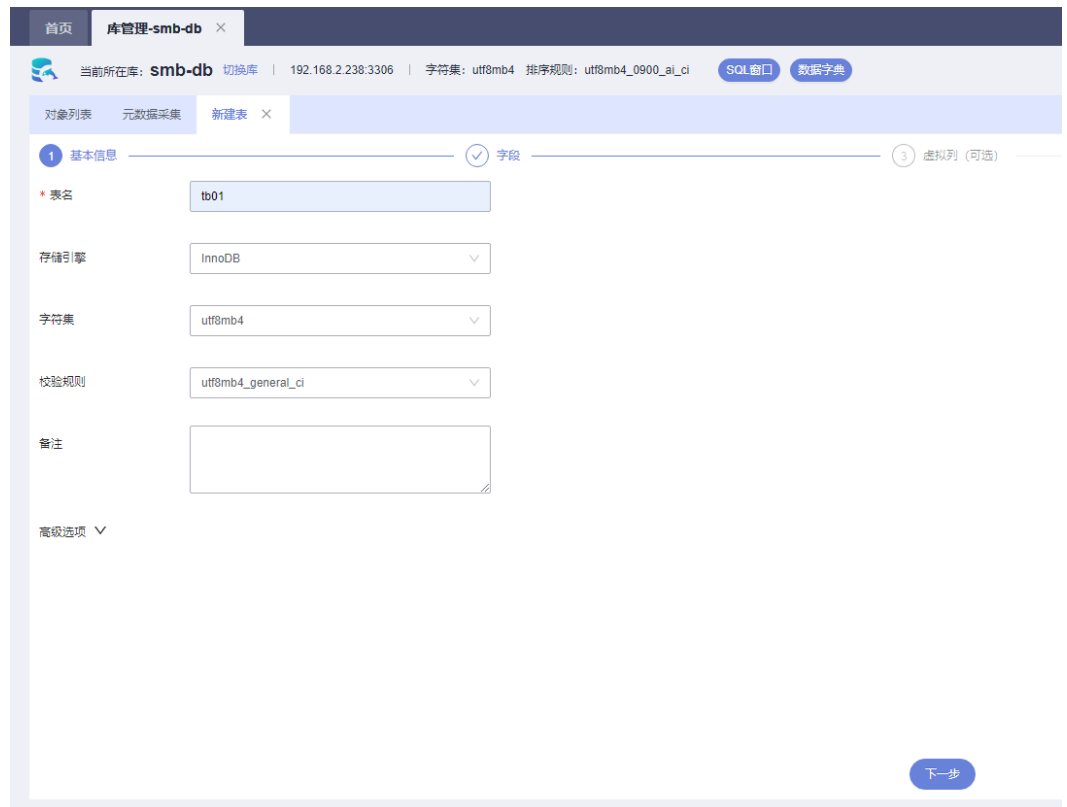 首页 库管理-smb-db
当前所在库: smb-db 切换库 | 192.168.2.238:3306 | 字符集: utf8mb4 排序规则: utf8mb4_0900_ai_ci SQL窗口 数据字典
对象列表 元数据采集 新建表
1 基本信息 字段 3 虚拟列 (可选)
* 表名 tb01
存储引擎 InnoDB
字符集 utf8mb4
校验规则 utf8mb4_general_ci
备注
高级选项
下一步